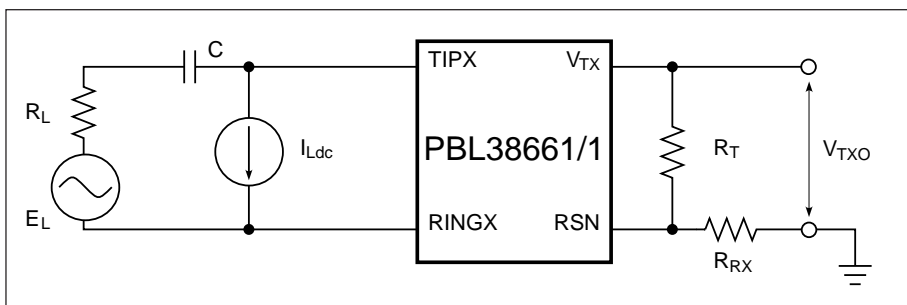 C
TIPX
V_TX
R_L
I_Ldc
PBL38661/1
R_T
V_TXO
E_L
RINGX
RSN
R_RX